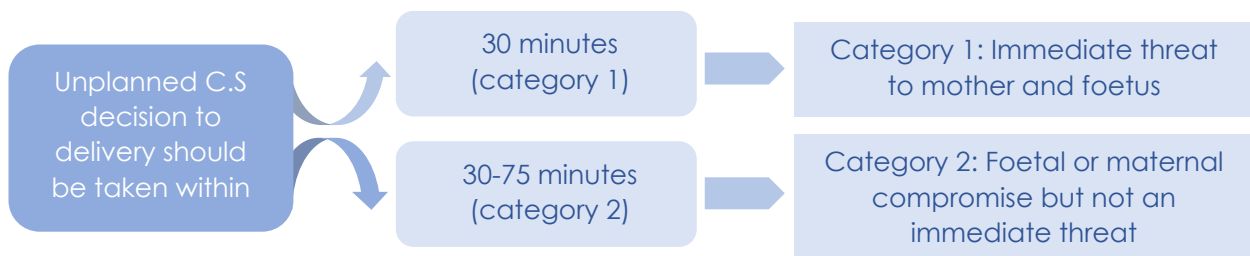 Unplanned C.S
decision to
delivery should
be taken within
30 minutes
(category 1)
Category 1: Immediate threat
to mother and foetus
30-75 minutes
(category 2)
Category 2: Foetal or maternal
compromise but not an
immediate threat